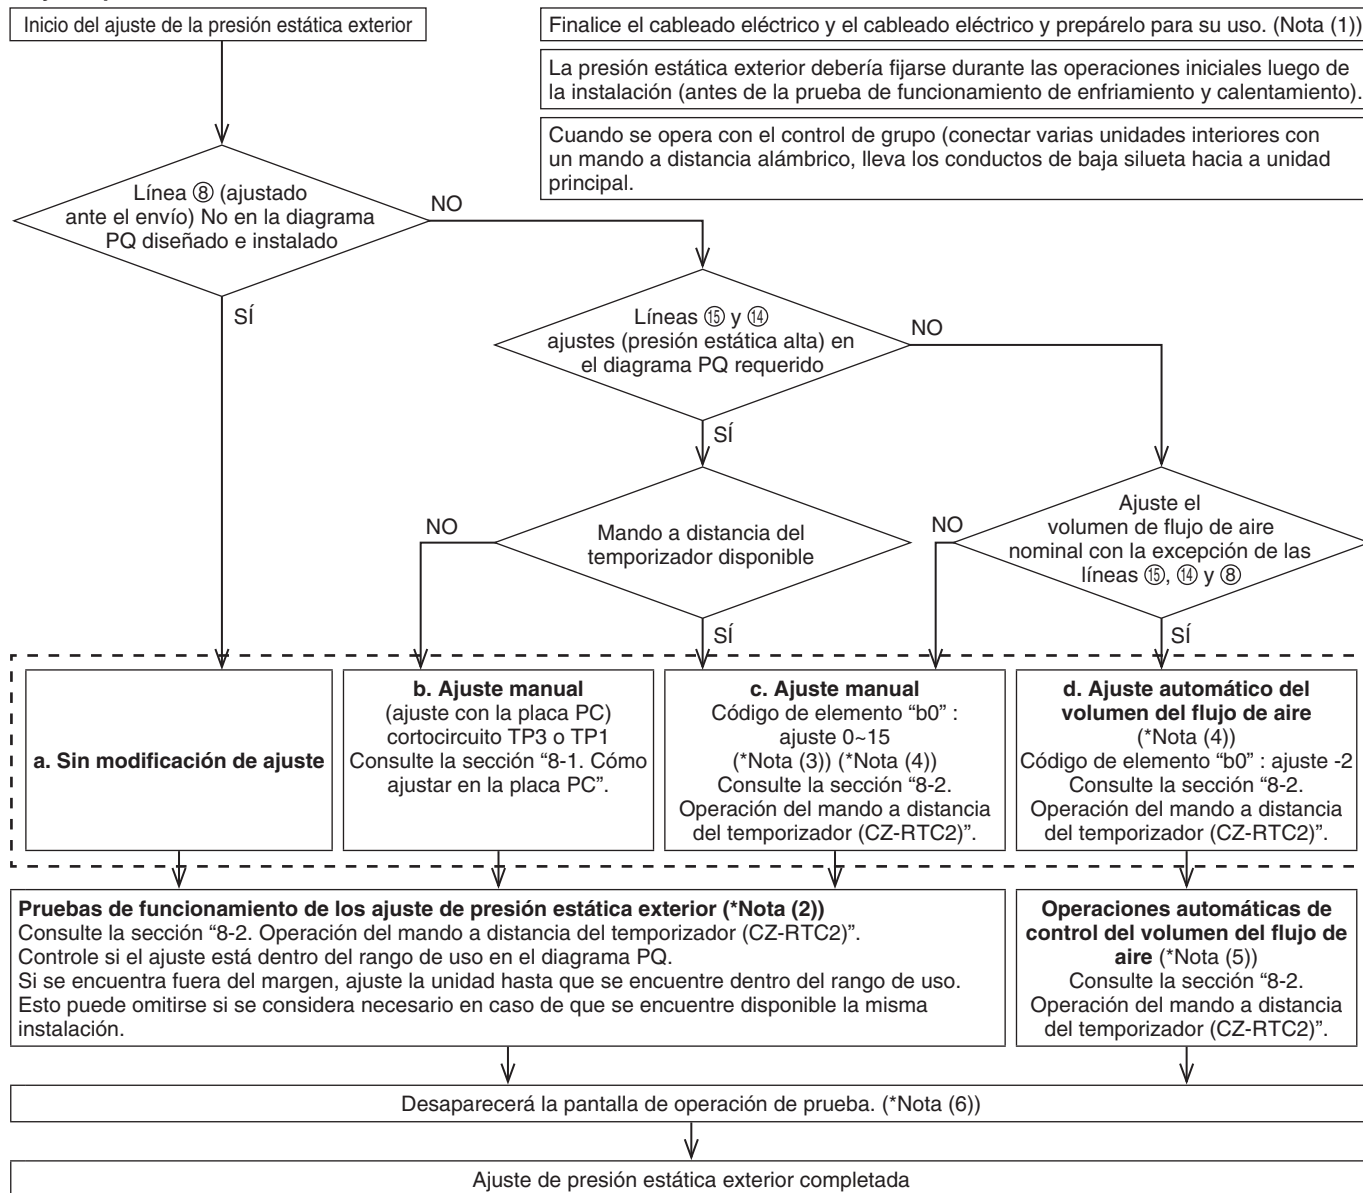 Inicio del ajuste de la presión estática exterior
Finalice el cableado eléctrico y el cableado eléctrico y prepárelo para su uso. (Nota (1))
La presión estática exterior debería fijarse durante las operaciones iniciales luego de
la instalación (antes de la prueba de funcionamiento de enfriamiento y calentamiento).
Cuando se opera con el control de grupo (conectar varias unidades interiores con
un mando a distancia alámbrico, lleva los conductos de baja silueta hacia a unidad
principal.
Línea ⑧ (ajustado
ante el envío) No en la diagrama
PQ diseñado e instalado
NO
SÍ
Líneas ⑮ y ⑭
ajustes (presión estática alta) en
el diagrama PQ requerido
NO
SÍ
Mando a distancia del
temporizador disponible
NO
SÍ
Ajuste el
volumen de flujo de aire
nominal con la excepción de las
líneas ⑮, ⑭ y ⑧
NO
SÍ
a. Sin modificación de ajuste
b. Ajuste manual
(ajuste con la placa PC)
cortocircuito TP3 o TP1
Consulte la sección “8-1. Cómo
ajustar en la placa PC”.
c. Ajuste manual
Código de elemento “b0” :
ajuste 0~15
(*Nota (3)) (*Nota (4))
Consulte la sección “8-2.
Operación del mando a distancia
del temporizador (CZ-RTC2)”.
d. Ajuste automático del
volumen del flujo de aire
(*Nota (4))
Código de elemento “b0” : ajuste -2
Consulte la sección “8-2.
Operación del mando a distancia
del temporizador (CZ-RTC2)”.
Pruebas de funcionamiento de los ajuste de presión estática exterior (*Nota (2))
Consulte la sección “8-2. Operación del mando a distancia del temporizador (CZ-RTC2)”.
Controle si el ajuste está dentro del rango de uso en el diagrama PQ.
Si se encuentra fuera del margen, ajuste la unidad hasta que se encuentre dentro del rango de uso.
Esto puede omitirse si se considera necesario en caso de que se encuentre disponible la misma
instalación.
Operaciones automáticas de
control del volumen del flujo de
aire (*Nota (5))
Consulte la sección “8-2.
Operación del mando a distancia
del temporizador (CZ-RTC2)”.
Desaparecerá la pantalla de operación de prueba. (*Nota (6))
Ajuste de presión estática exterior completada